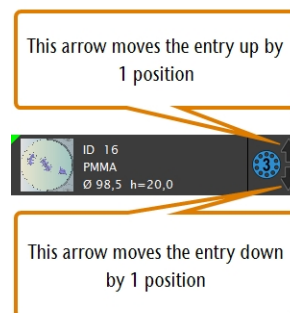 This arrow moves the entry up by
1 position
ID 16
PMMA
Ø 98,5 h=20,0
3
This arrow moves the entry down
by 1 position